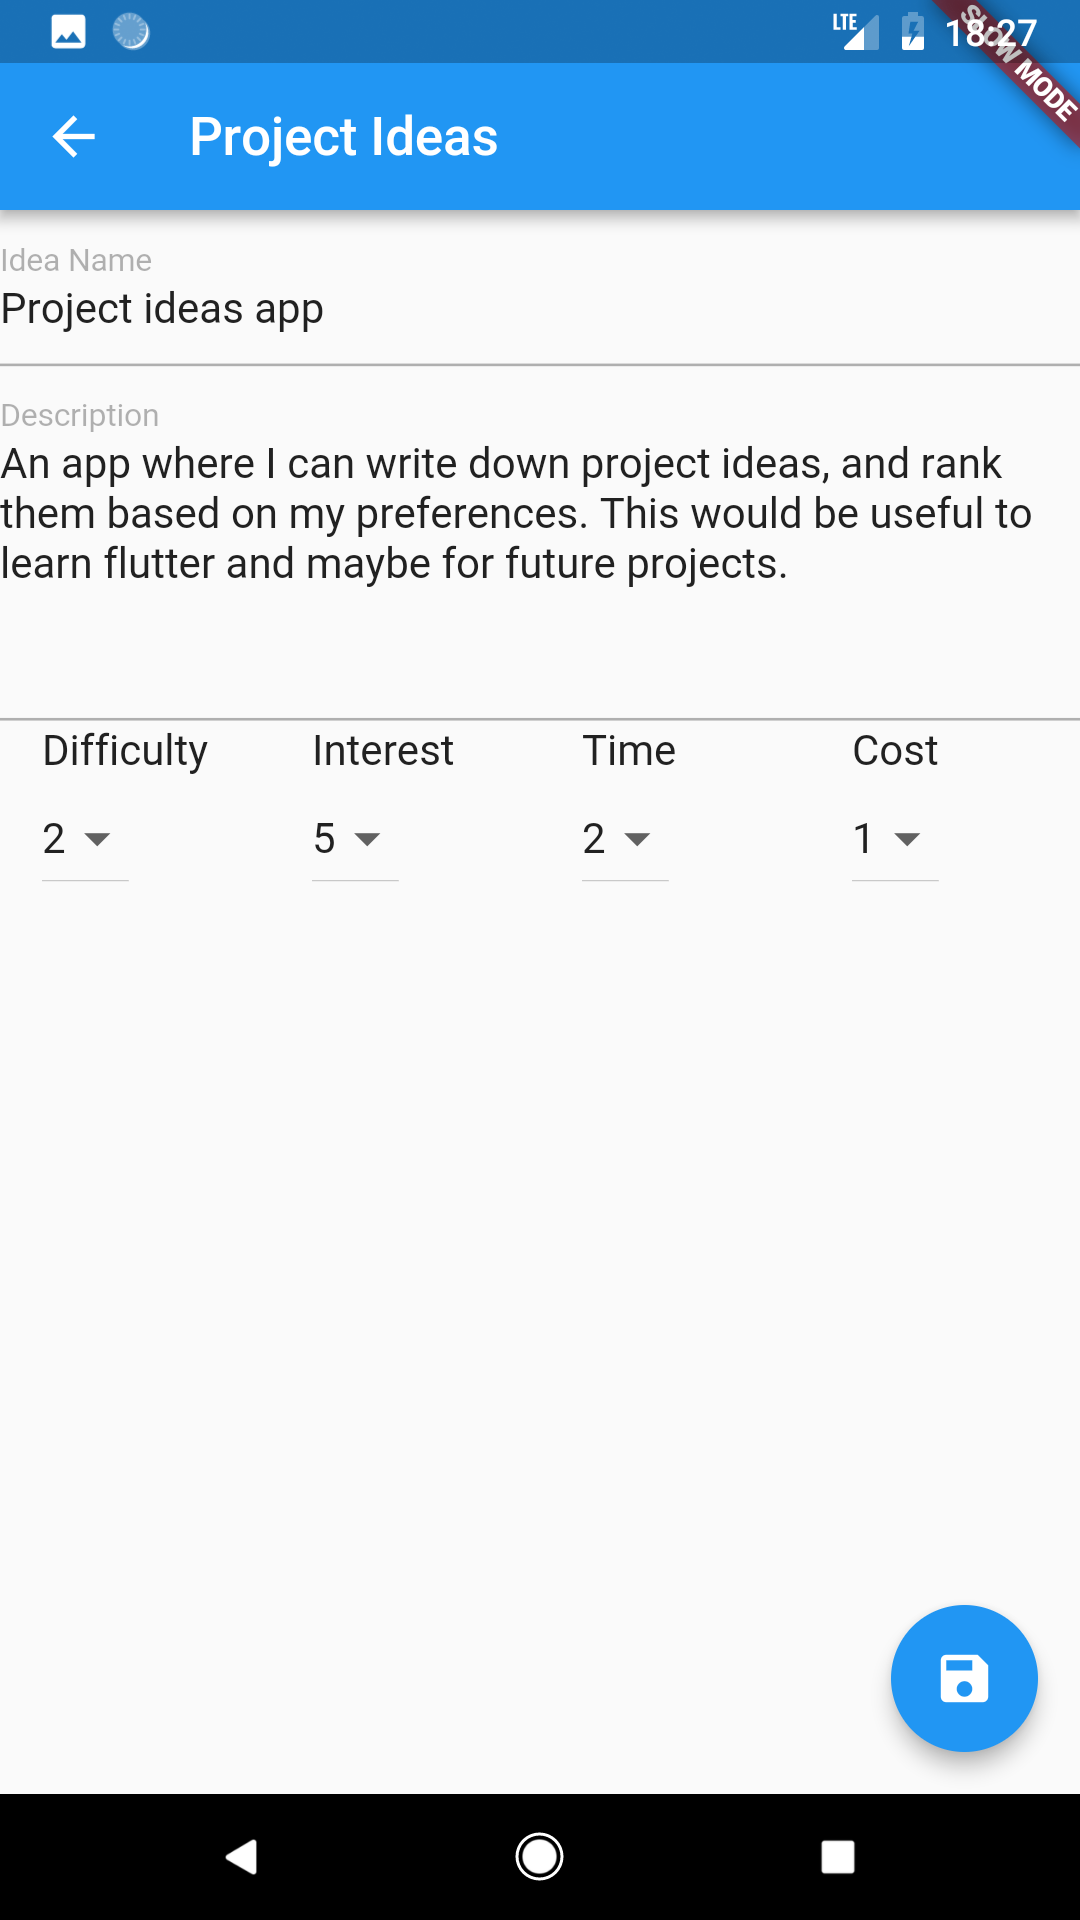 LTE
18:27
SLOW MODE
Project Ideas
Idea Name
Project ideas app
Description
An app where I can write down project ideas, and rank
them based on my preferences. This would be useful to
learn flutter and maybe for future projects.
Difficulty Interest Time Cost
2 5 2 1